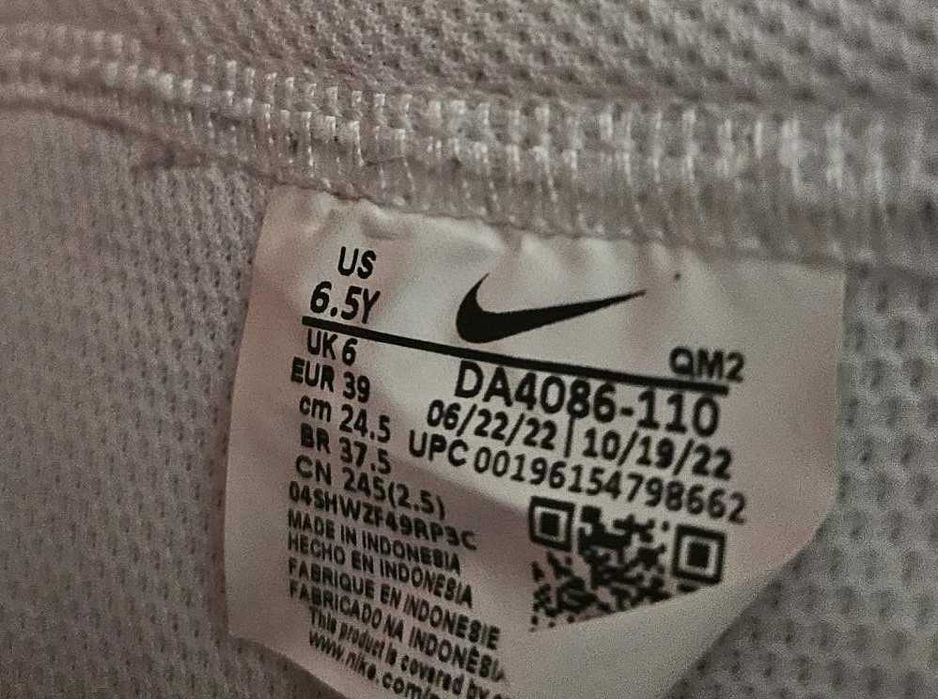 US
6.5Y
QM2
UK 6
EUR 39
cm 24.5
BR 37.5
CN 245(2.5)
DA4086-110
06/22/22 | 10/19/22
UPC 00196154798662
04SHWZF49RP3C
MADE IN INDONESIA
HECHO EN INDONESIA
FABRIQUE EN INDONESIE
FABRICADO NA INDONÉSIA
This product is covered by
www.nike.com/